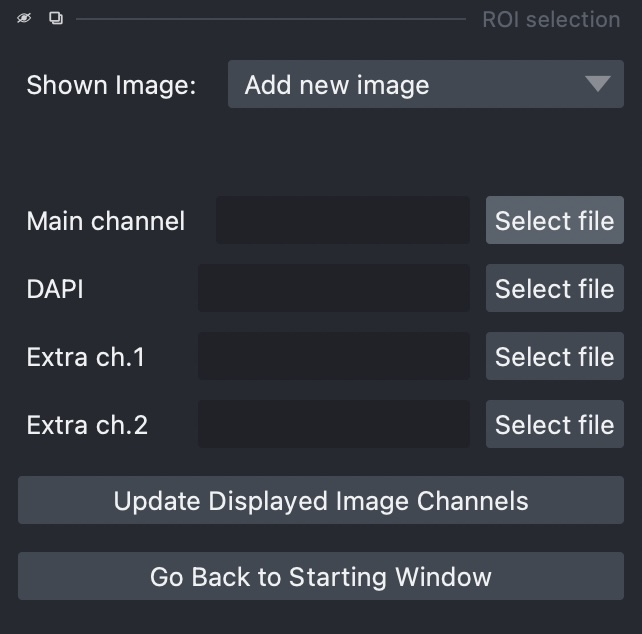 ROI selection
Shown Image: Add new image
Main channel Select file
DAPI Select file
Extra ch.1 Select file
Extra ch.2 Select file
Update Displayed Image Channels
Go Back to Starting Window